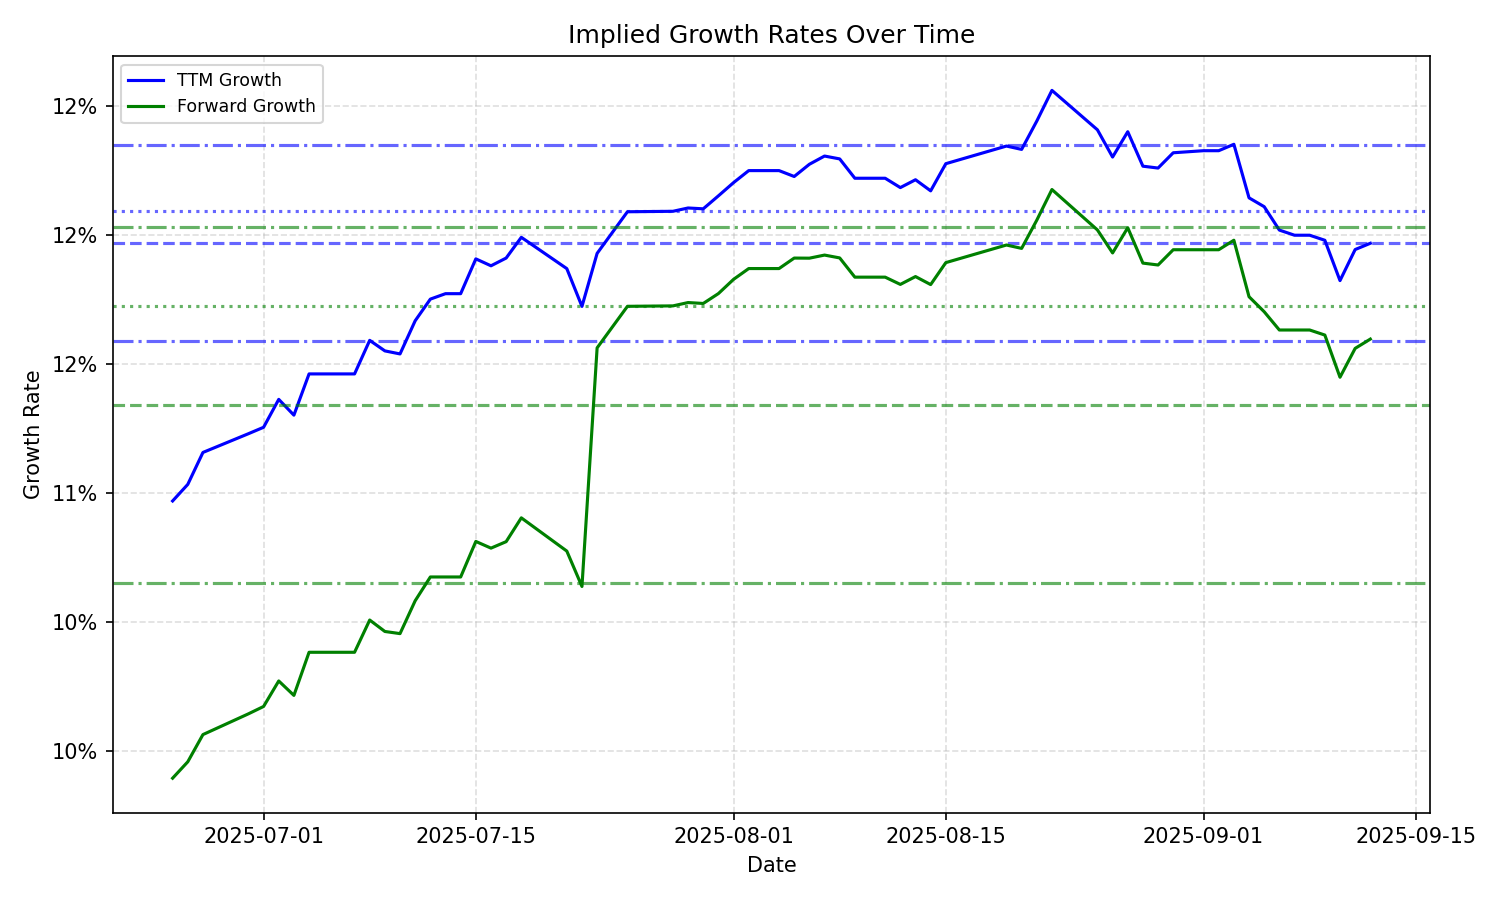 Implied Growth Rates Over Time
TTM Growth
Forward Growth
12%
12%
12%
11%
10%
10%
Growth Rate
2025-07-01
2025-07-15
2025-08-01
2025-08-15
2025-09-01
2025-09-15
Date